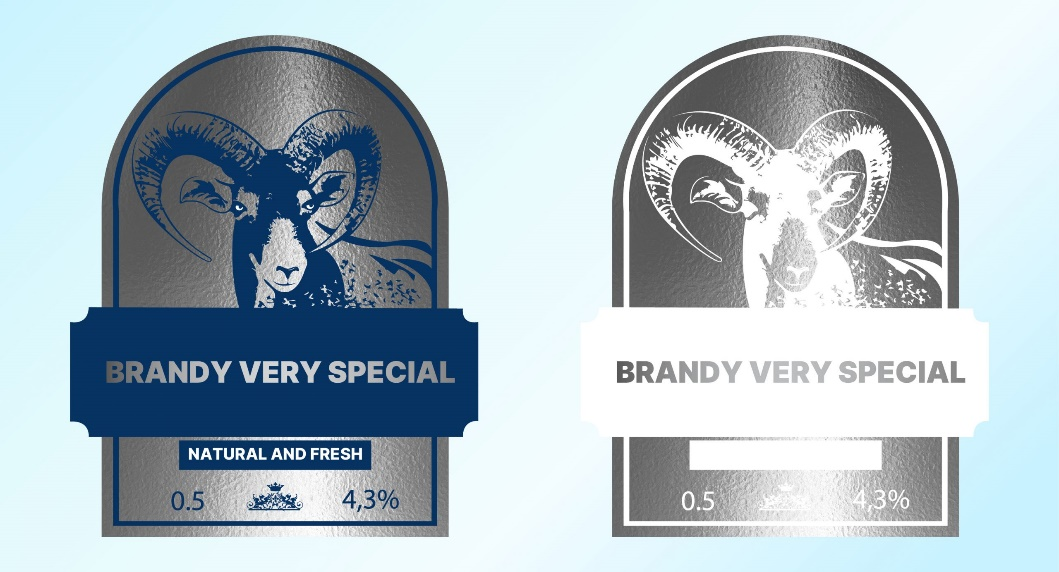 BRANDY VERY SPECIAL
NATURAL AND FRESH
0.5 4,3%
BRANDY VERY SPECIAL
0.5 4,3%